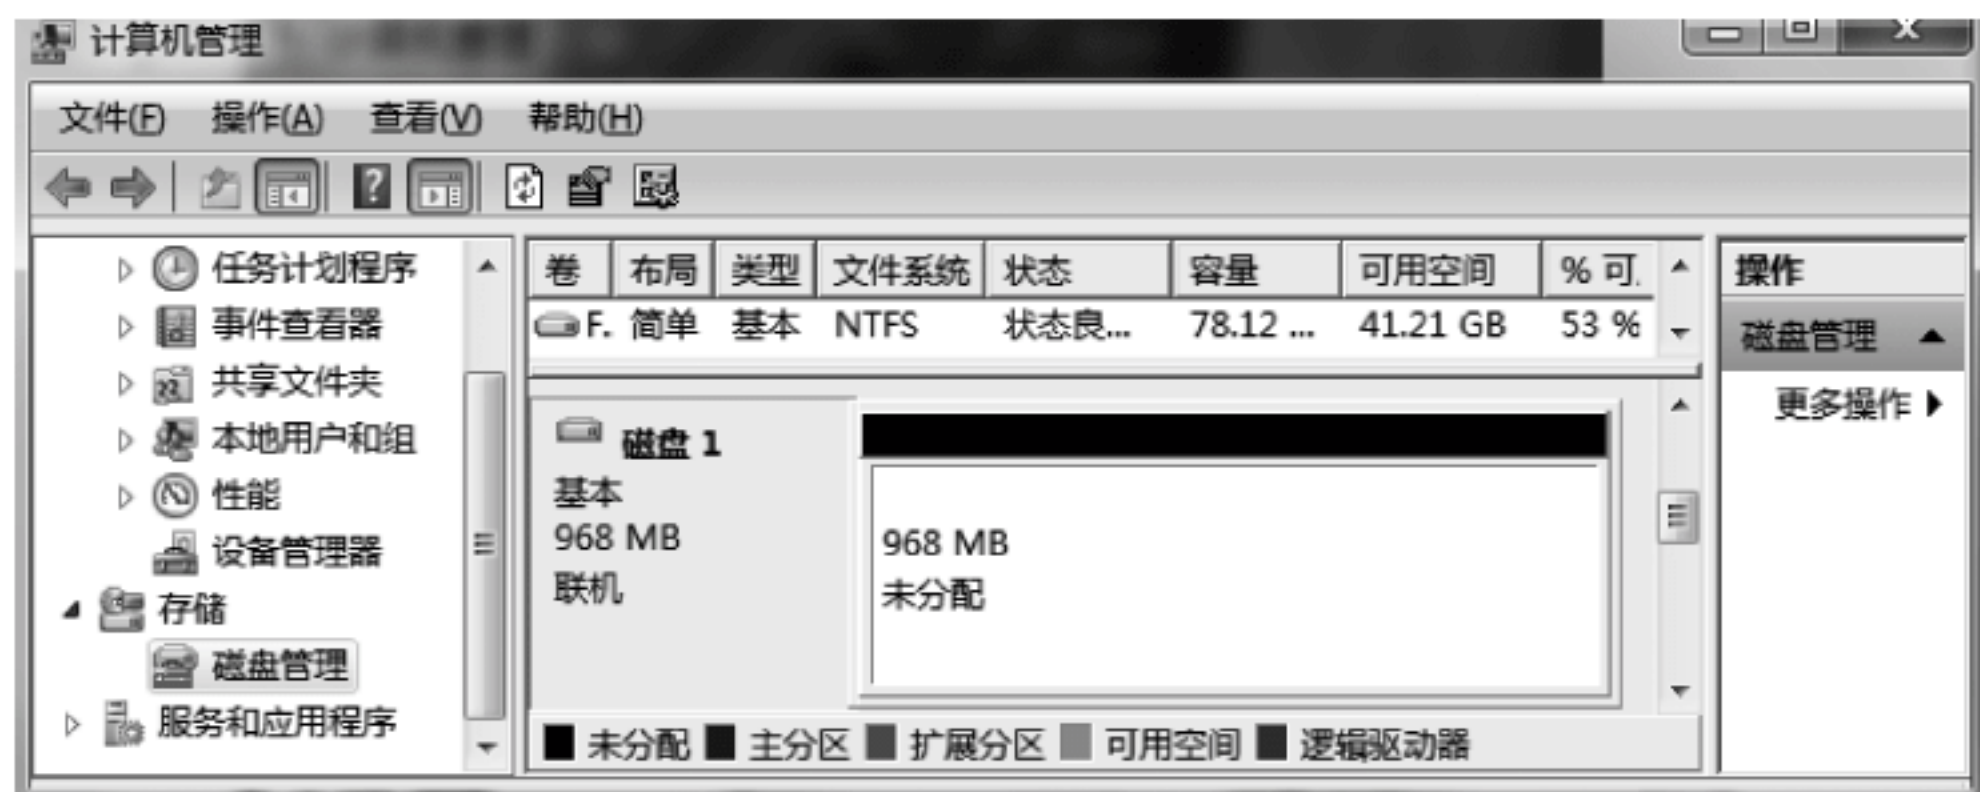 计算机管理
文件(F) 操作(A) 查看(V) 帮助(H)
任务计划程序
事件查看器
共享文件夹
本地用户和组
性能
设备管理器
存储
磁盘管理
服务和应用程序
卷 布局 类型 文件系统 状态 容量 可用空间 % 可.
F. 简单 基本 NTFS 状态良... 78.12 ... 41.21 GB 53 %
磁盘 1
基本
968 MB
联机
968 MB
未分配
未分配 主分区 扩展分区 可用空间 逻辑驱动器
操作
磁盘管理
更多操作